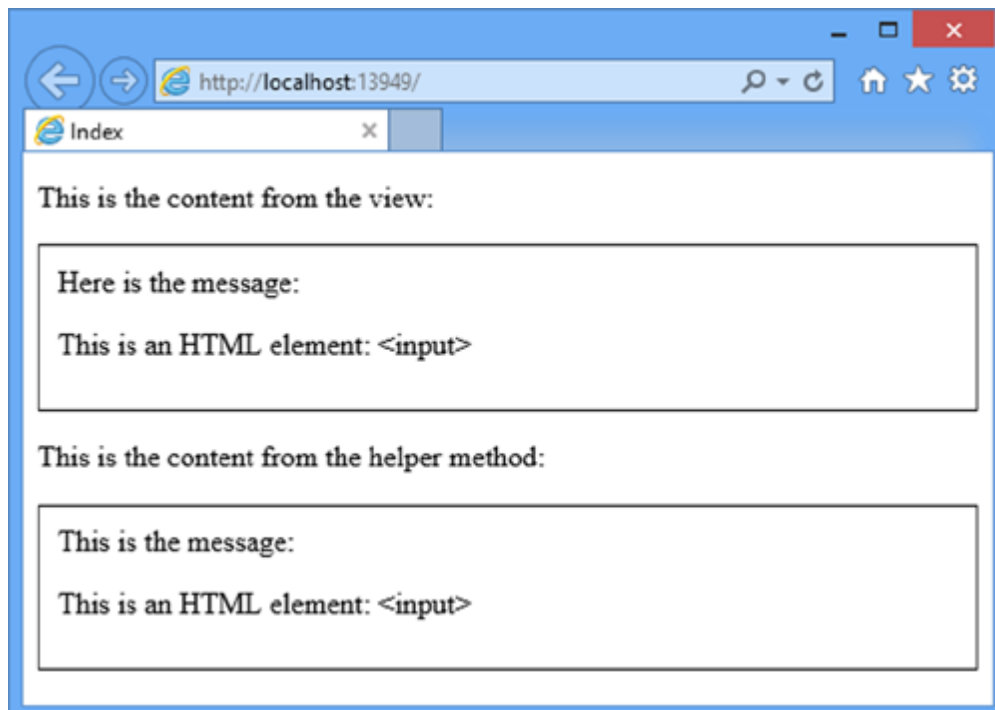 http://localhost:13949/
Index
This is the content from the view:
Here is the message:
This is an HTML element: <input>
This is the content from the helper method:
This is the message:
This is an HTML element: <input>